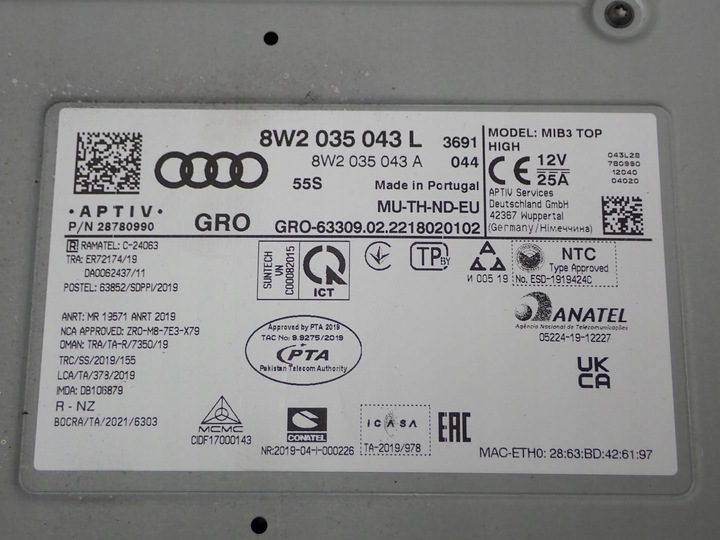 8W2 035 043 L 3691
8W2 035 043 A 044
55S Made in Portugal
MU-TH-ND-EU
·APTIV·
P/N 28780990
GRO GRO-63309.02.2218020102
MODEL: MIB3 TOP
HIGH
CE 12V
25A
APTIV Services
Deutschland GmbH
42367 Wuppertal
(Germany/Німеччина)
043L28
780990
12040
04020
R RAMATEL: C-24063
TRA: ER72174/19
DA0062437/11
POSTEL: 63852/SDPPI/2019
ANRT: MR 19571 ANRT 2019
NCA APPROVED: ZRO-M8-7E3-X79
OMAN: TRA/TA-R/7350/19
TRC/SS/2019/155
LCA/TA/373/2019
IMDA: DB106879
R - NZ
BOCRA/TA/2021/6303
SUNTECH
VN
C00082015
ICT
TP BY
И 005 19
NTC
Type Approved
No. ESD-1919424C
Approved by PTA 2019
TAC No: 9.9275/2019
PTA
Pakistan Telecom Authority
ANATEL
Agência Nacional de Telecomunicações
05224-19-12227
UK
CA
MCMC
CIDF17000143
CONATEL
NR:2019-04-I-000226
ICASA
TA-2019/978
EAC
MAC-ETH0: 28:63:BD:42:61:97